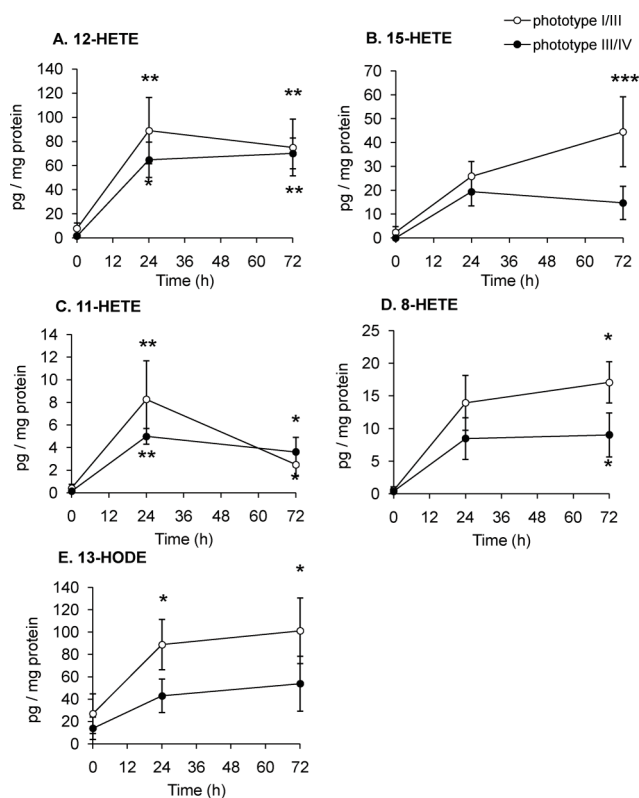 phototype I/III
phototype III/IV
A. 12-HETE
140
120
100
80
60
40
20
0
pg / mg protein
**
**
*
**
0 12 24 36 48 60 72
Time (h)
B. 15-HETE
70
60
50
40
30
20
10
0
pg / mg protein
***
0 12 24 36 48 60 72
Time (h)
C. 11-HETE
14
12
10
8
6
4
2
0
pg / mg protein
**
*
**
*
0 12 24 36 48 60 72
Time (h)
D. 8-HETE
25
20
15
10
5
0
pg / mg protein
*
*
0 12 24 36 48 60 72
Time (h)
E. 13-HODE
140
120
100
80
60
40
20
0
pg / mg protein
*
*
0 12 24 36 48 60 72
Time (h)